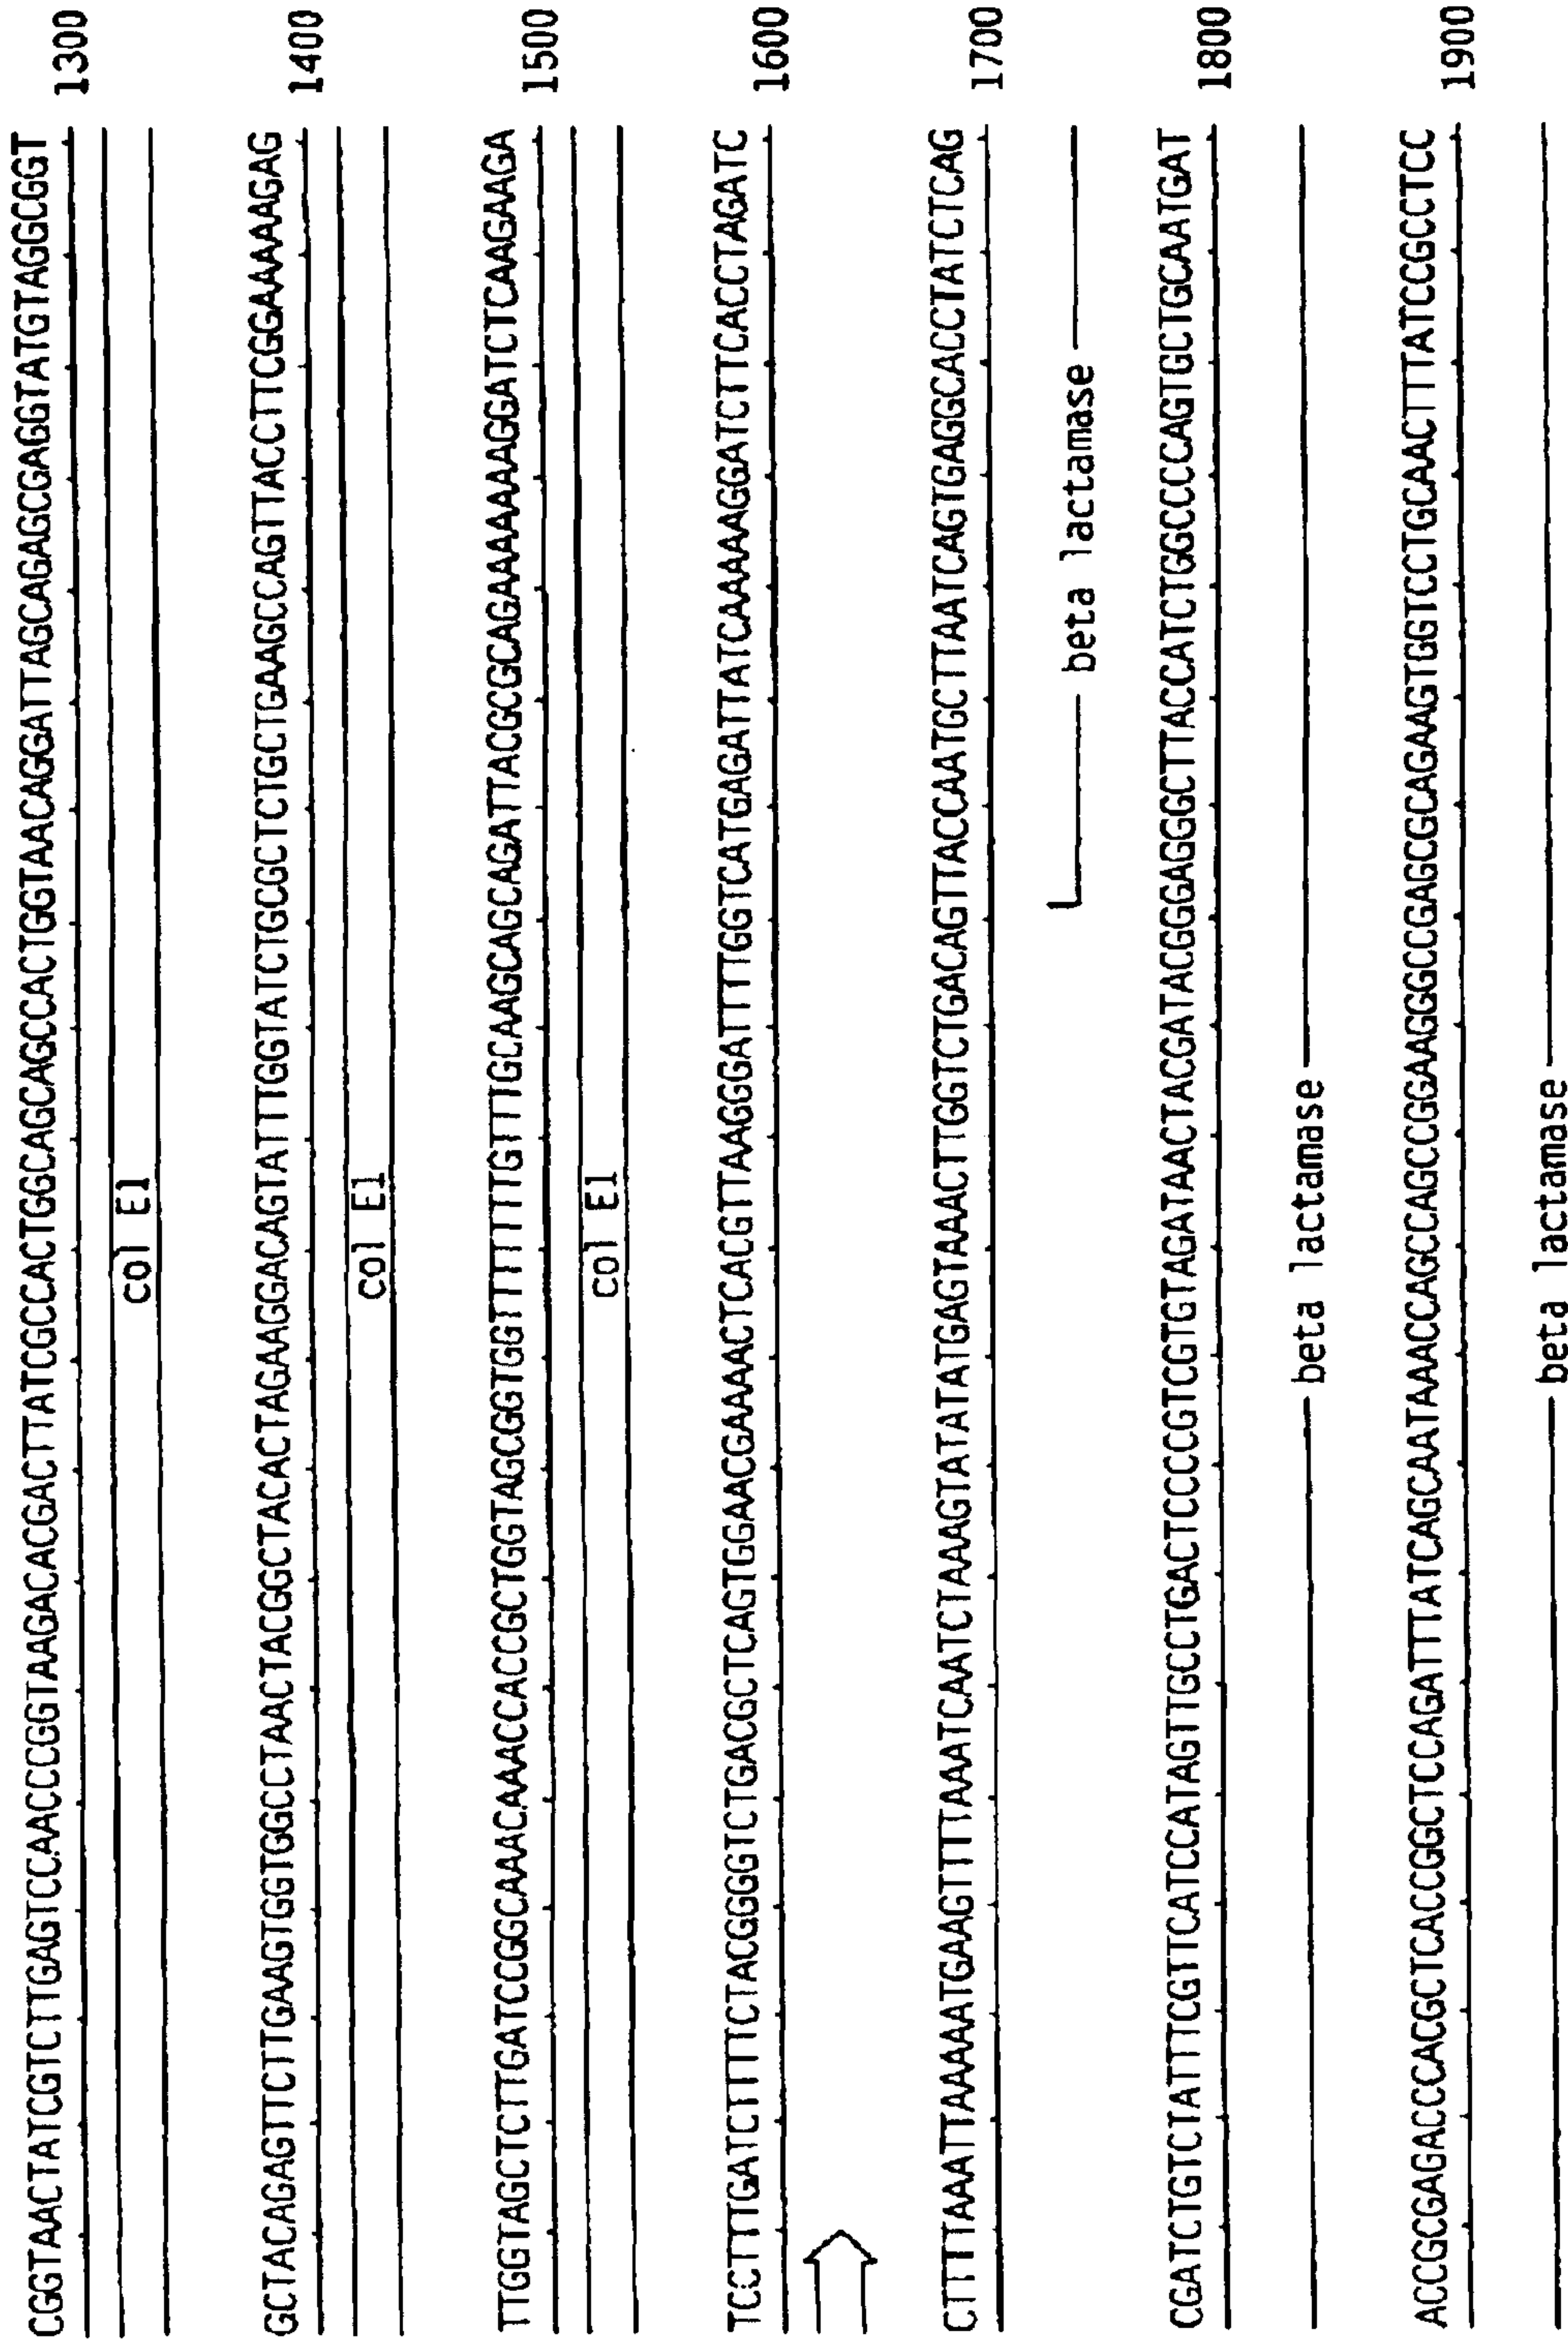 CGGTAACTATCGTCTTGAGTCCAACCCGGTAAGACACGACTTATCGCCACTGGCAGCAGCCACTGGTAACAGGATTAGCAGAGCGAGGTATGTAGGCGGT 1300
col E1
GCTACAGAGTTCTTGAAGTGGTGGCCTAACTACGGCTACACTAGAAGGACAGTATTTGGTATCTGCGCTCTGCTGAAGCCAGTTACCTTCGGAAAAAGAG 1400
col E1
TTGGTAGCTCTTGATCCGGCAAACAAACCACCGCTGGTAGCGGTGGTTTTTTTGTTTGCAAGCAGCAGATTACGCGCAGAAAAAAAGGATCTCAAGAAGA 1500
col E1
TCCTTTGATCTTTTCTACGGGGTCTGACGCTCAGTGGAACGAAAACTCACGTTAAGGGATTTTGGTCATGAGATTATCAAAAAGGATCTTCACCTAGATC 1600
CTTTTAAATTAAAAATGAAGTTTTAAATCAATCTAAAGTATATATGAGTAAACTTGGTCTGACAGTTACCAATGCTTAATCAGTGAGGCACCTATCTCAG 1700
beta lactamase
CGATCTGTCTATTTCGTTCATCCATAGTTGCCTGACTCCCCGTCGTGTAGATAACTACGATACGGGAGGGCTTACCATCTGGCCCCAGTGCTGCAATGAT 1800
beta lactamase
ACCGCGAGACCCACGCTCACCGGCTCCAGATTTATCAGCAATAAACCAGCCAGCCGGAAGGGCCGAGCGCAGAAGTGGTCCTGCAACTTTATCCGCCTCC 1900
beta lactamase